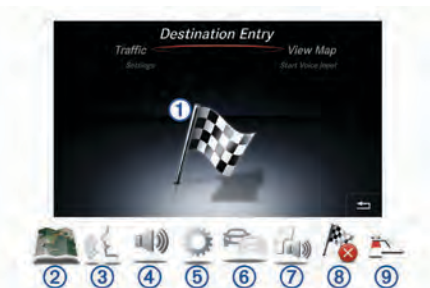 Destination Entry
Traffic View Map
Settings Start Voice Input
1
2 3 4 5 6 7 8 9